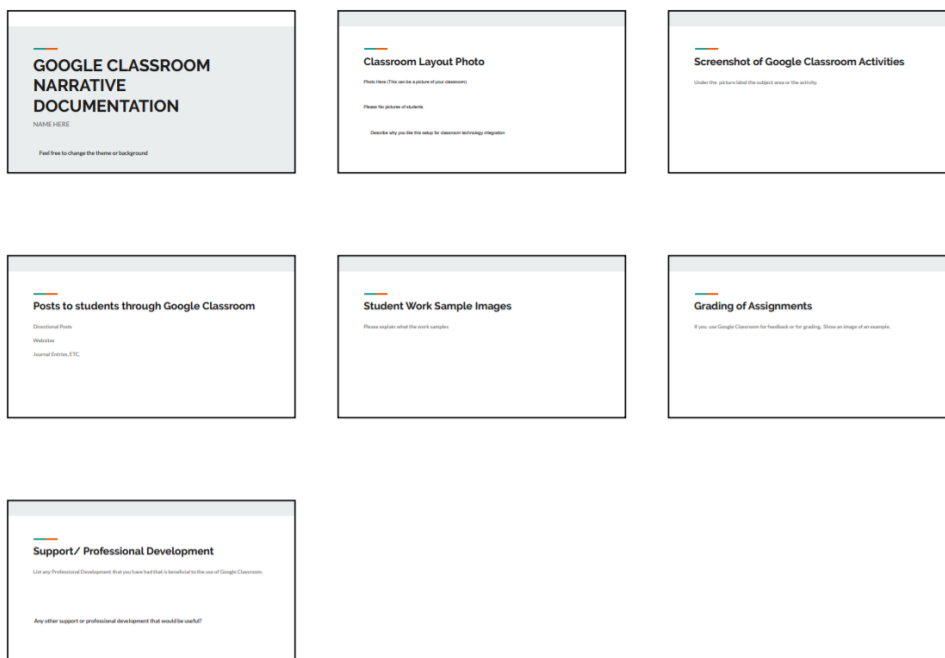 GOOGLE CLASSROOM
NARRATIVE
DOCUMENTATION
NAME HERE
Feel free to change the theme or background
Classroom Layout Photo
Photo Here (This can be a picture of your classroom)
Please No pictures of students
Describe why you like this setup for classroom technology integration
Screenshot of Google Classroom Activities
Under the picture label the subject area or the activity.
Posts to students through Google Classroom
Directional Posts
Websites
Journal Entries, ETC.
Student Work Sample Images
Please explain what the work samples
Grading of Assignments
If you use Google Classroom for feedback or for grading. Show an image of an example.
Support/ Professional Development
List any Professional Development that you have had that is beneficial to the use of Google Classroom.
Any other support or professional development that would be useful?